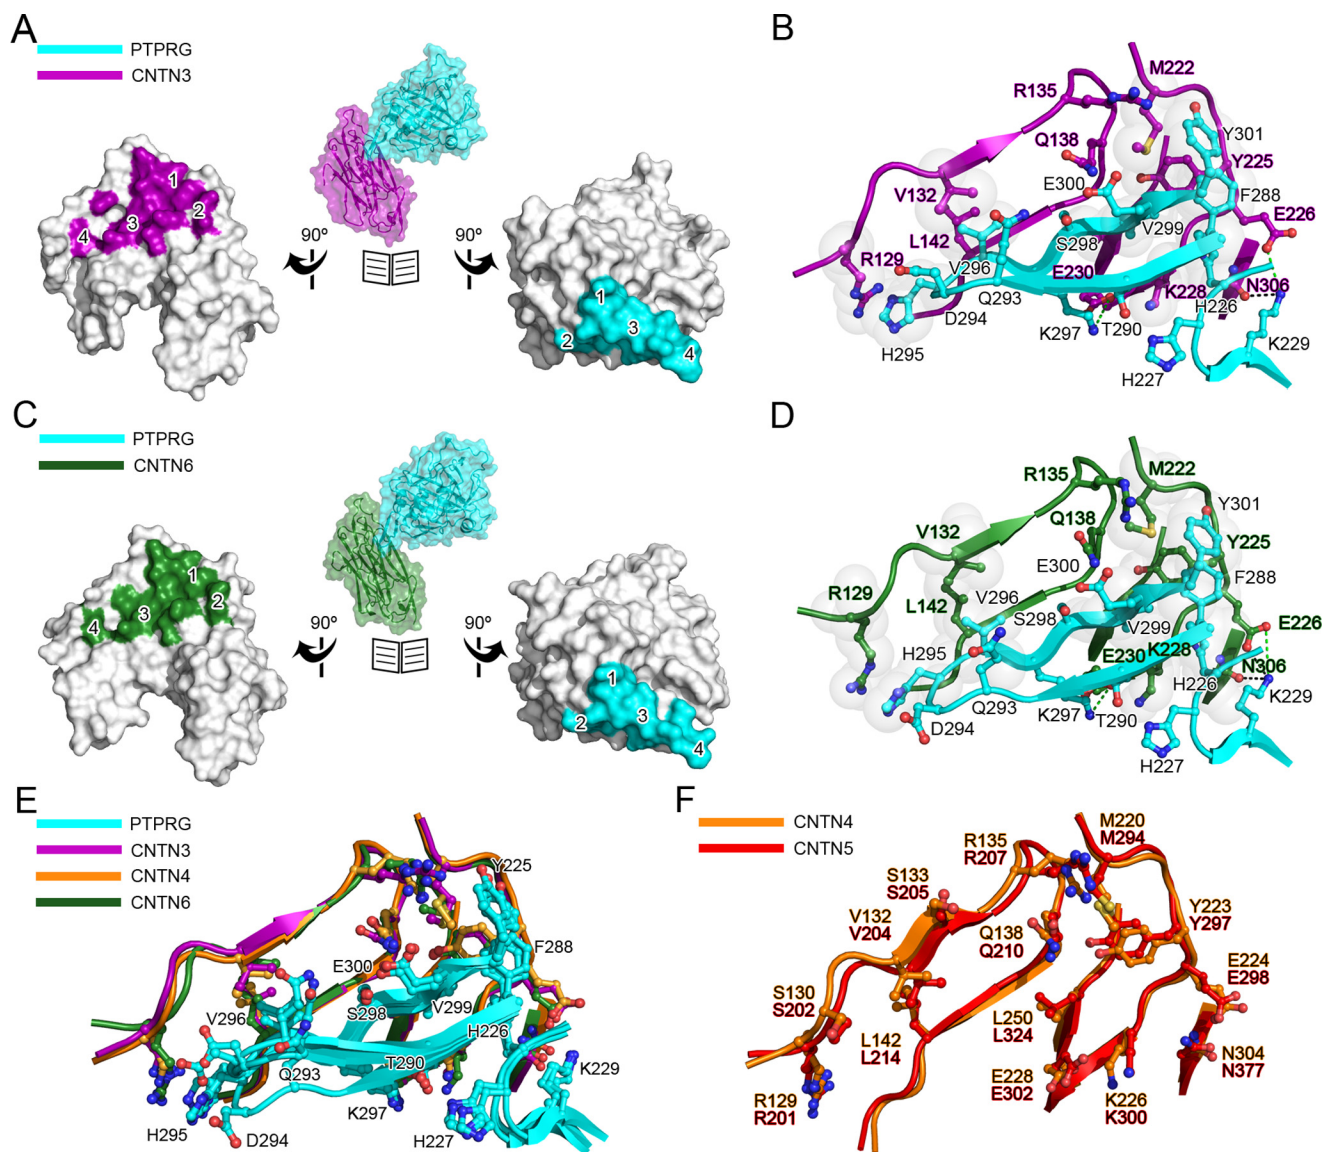 A
PTPRG
CNTN3
1
2
3
4
90º
90º
1
2
3
4
B
M222
R135
Y301
Q138
Y225
E300
F288
V132
E226
S298
V299
L142
R129
V296
E230
N306
K228
H226
Q293
D294
T290
K297
K229
H295
H227
C
PTPRG
CNTN6
1
2
3
4
90º
90º
1
2
3
4
D
M222
R135
Y301
Q138
V132
Y225
E300
F288
R129
V296
L142
S298
V299
E226
E230
K228
N306
H295
H226
K229
Q293
K297
T290
D294
H227
E
PTPRG
CNTN3
CNTN4
CNTN6
Y225
F288
E300
V299
S298
V296
H226
T290
Q293
K229
K297
H295
D294
H227
F
CNTN4
CNTN5
M220
M294
R135
R207
S133
S205
Y223
Y297
V132
V204
Q138
Q210
E224
E298
S130
S202
L250
L324
L142
L214
N304
N377
E228
E302
K226
K300
R129
R201